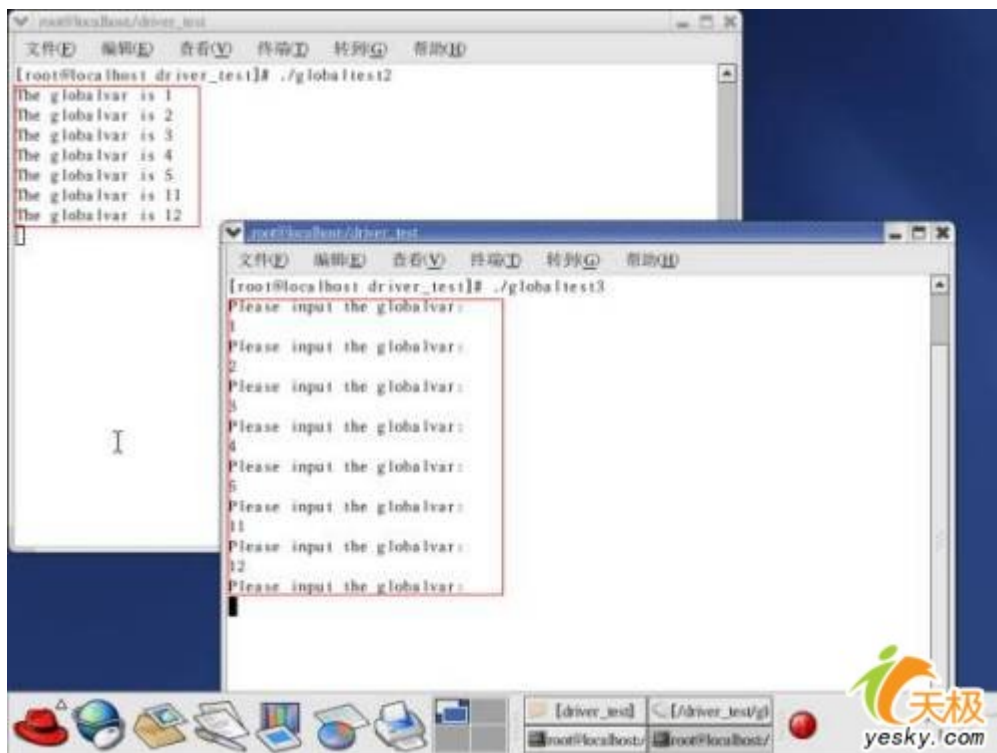 root@localhost:/driver_test
文件(F) 编辑(E) 查看(V) 终端(T) 转到(G) 帮助(H)
[root@localhost driver_test]# ./globaltest2
The globalvar is 1
The globalvar is 2
The globalvar is 3
The globalvar is 4
The globalvar is 5
The globalvar is 11
The globalvar is 12
root@localhost:/driver_test
文件(F) 编辑(E) 查看(V) 终端(T) 转到(G) 帮助(H)
[root@localhost driver_test]# ./globaltest3
Please input the globalvar:
1
Please input the globalvar:
2
Please input the globalvar:
3
Please input the globalvar:
4
Please input the globalvar:
5
Please input the globalvar:
11
Please input the globalvar:
12
Please input the globalvar:
[driver_test]
[/driver_test/gl
root@localhost:/
root@localhost:/
天极
yesky.com